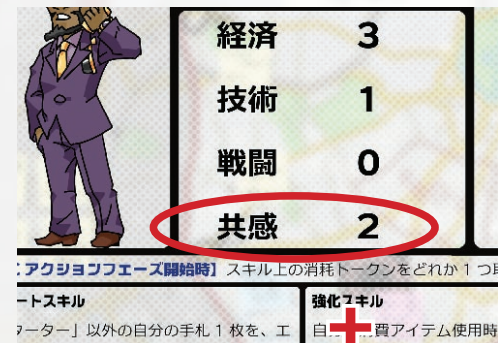 経済 3
技術 1
戦闘 0
共感 2
アクションフェーズ開始時】スキル上の消耗トークンをどれか1つ
ートスキル
ーター」以外の自分の手札1枚を、エ
強化スキル
自 費アイテム使用時